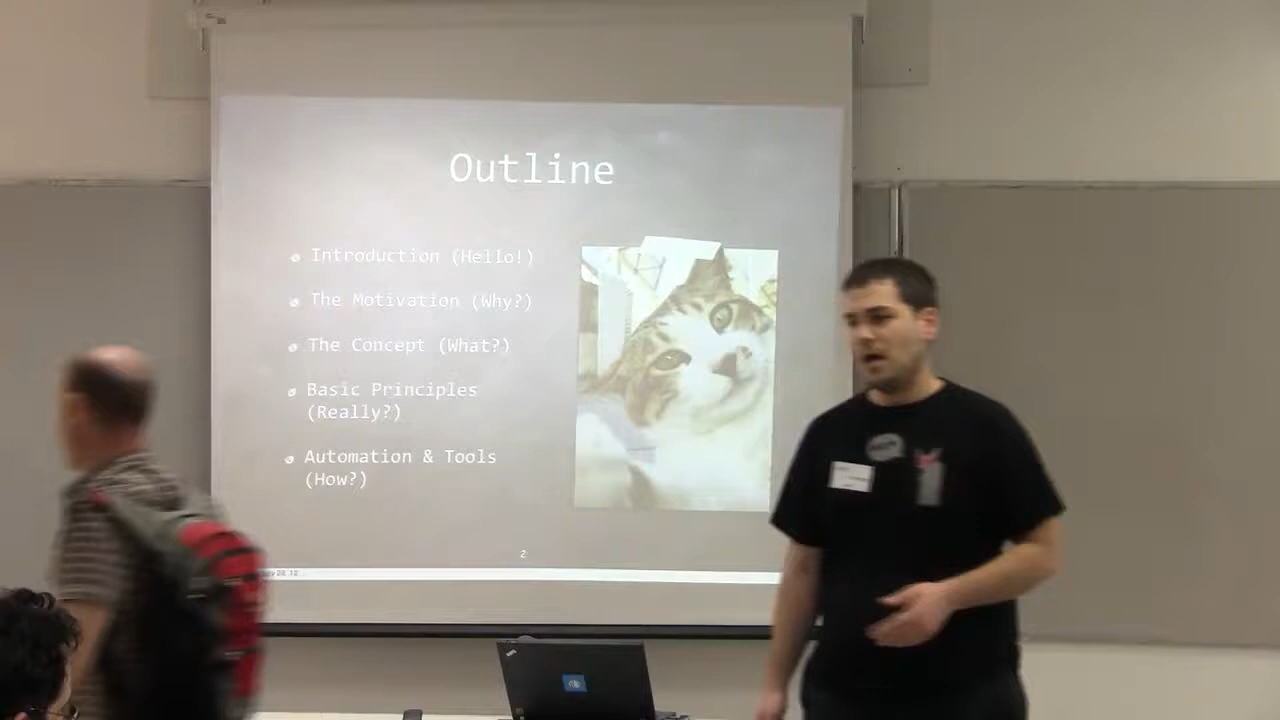 Outline
Introduction (Hello!)
The Motivation (Why?)
The Concept (What?)
Basic Principles
(Really?)
Automation & Tools
(How?)
2